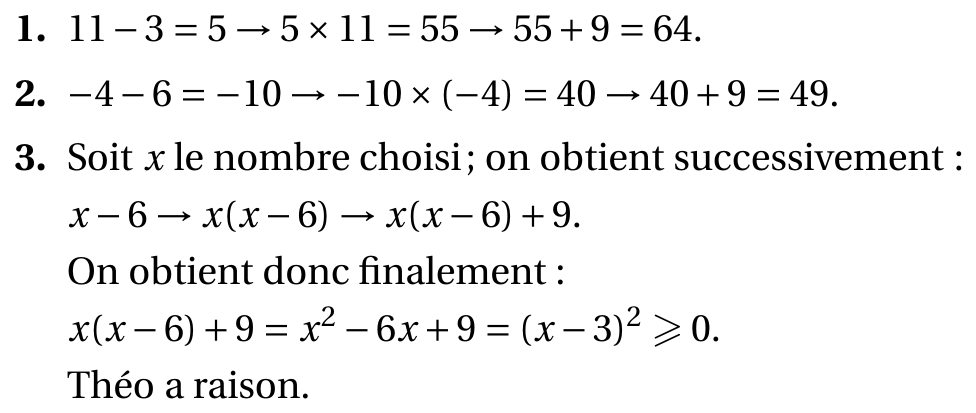 1. 11 − 3 = 5 → 5 × 11 = 55 → 55 + 9 = 64.
2. −4 − 6 = −10 → −10 × (−4) = 40 → 40 + 9 = 49.
3. Soit x le nombre choisi ; on obtient successivement :
x − 6 → x(x − 6) → x(x − 6) + 9.
On obtient donc finalement :
x(x − 6) + 9 = x² − 6x + 9 = (x − 3)² ⩾ 0.
Théo a raison.